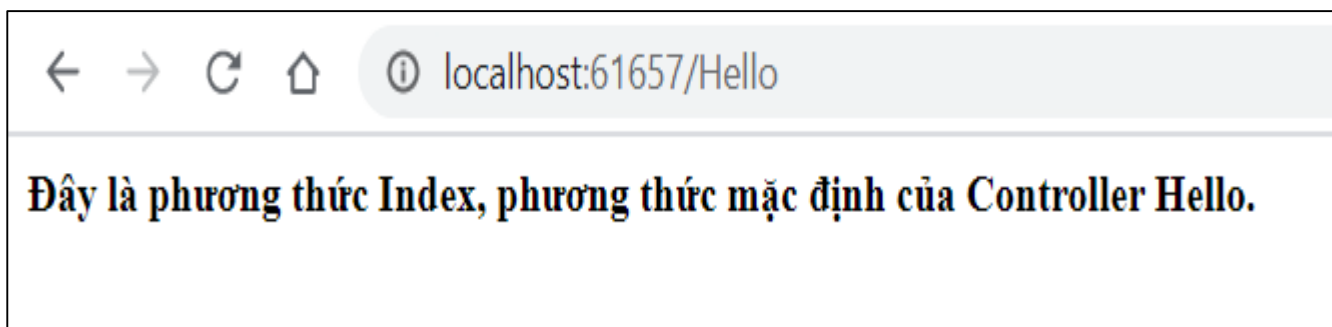 localhost:61657/Hello
Đây là phương thức Index, phương thức mặc định của Controller Hello.